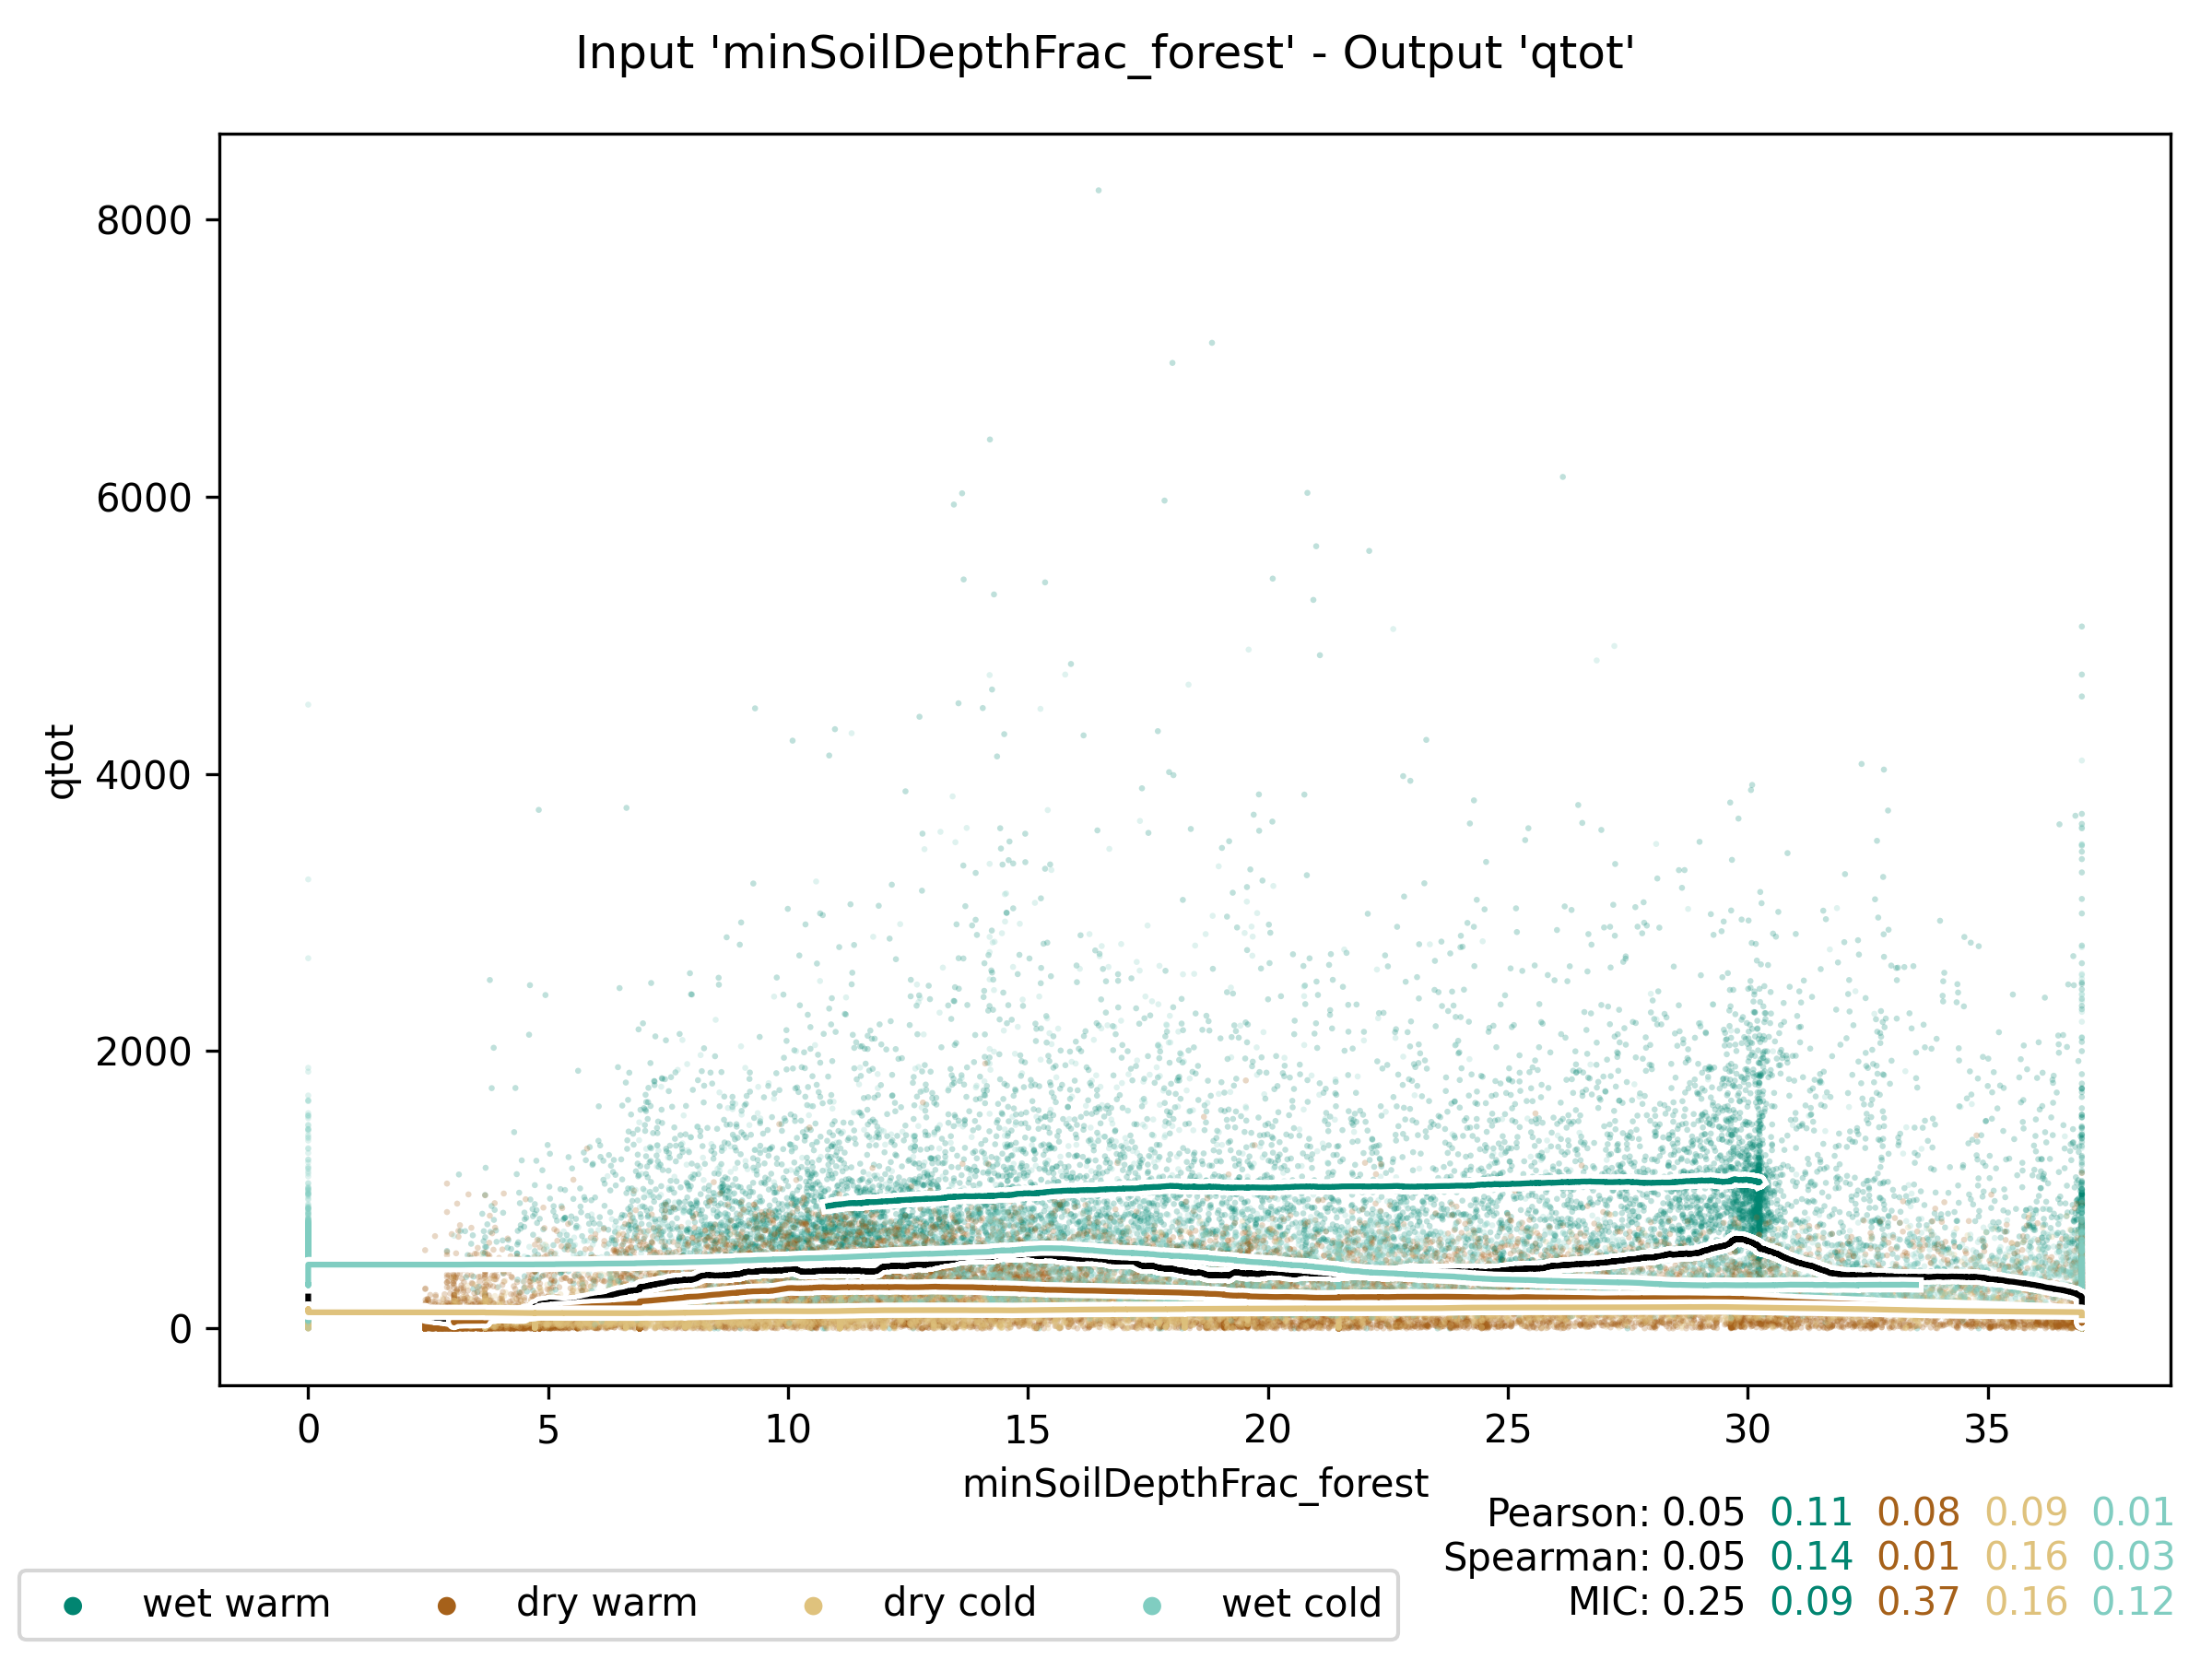 Input 'minSoilDepthFrac_forest' - Output 'qtot'
8000
6000
4000
2000
0
qtot
0 5 10 15 20 25 30 35
minSoilDepthFrac_forest
Pearson: 0.05 0.11 0.08 0.09 0.01
Spearman: 0.05 0.14 0.01 0.16 0.03
MIC: 0.25 0.09 0.37 0.16 0.12
wet warm dry warm dry cold wet cold